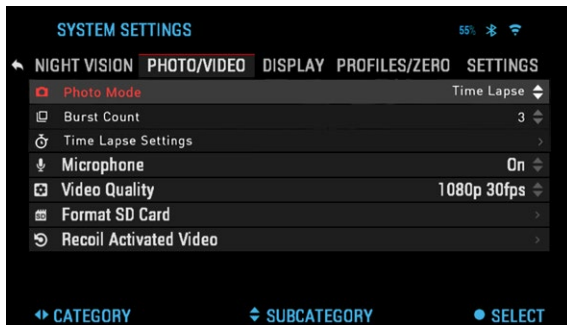 SYSTEM SETTINGS 55%
NIGHT VISION PHOTO/VIDEO DISPLAY PROFILES/ZERO SETTINGS
Photo Mode Time Lapse
Burst Count 3
Time Lapse Settings
Microphone On
Video Quality 1080p 30fps
Format SD Card
Recoil Activated Video
CATEGORY SUBCATEGORY SELECT